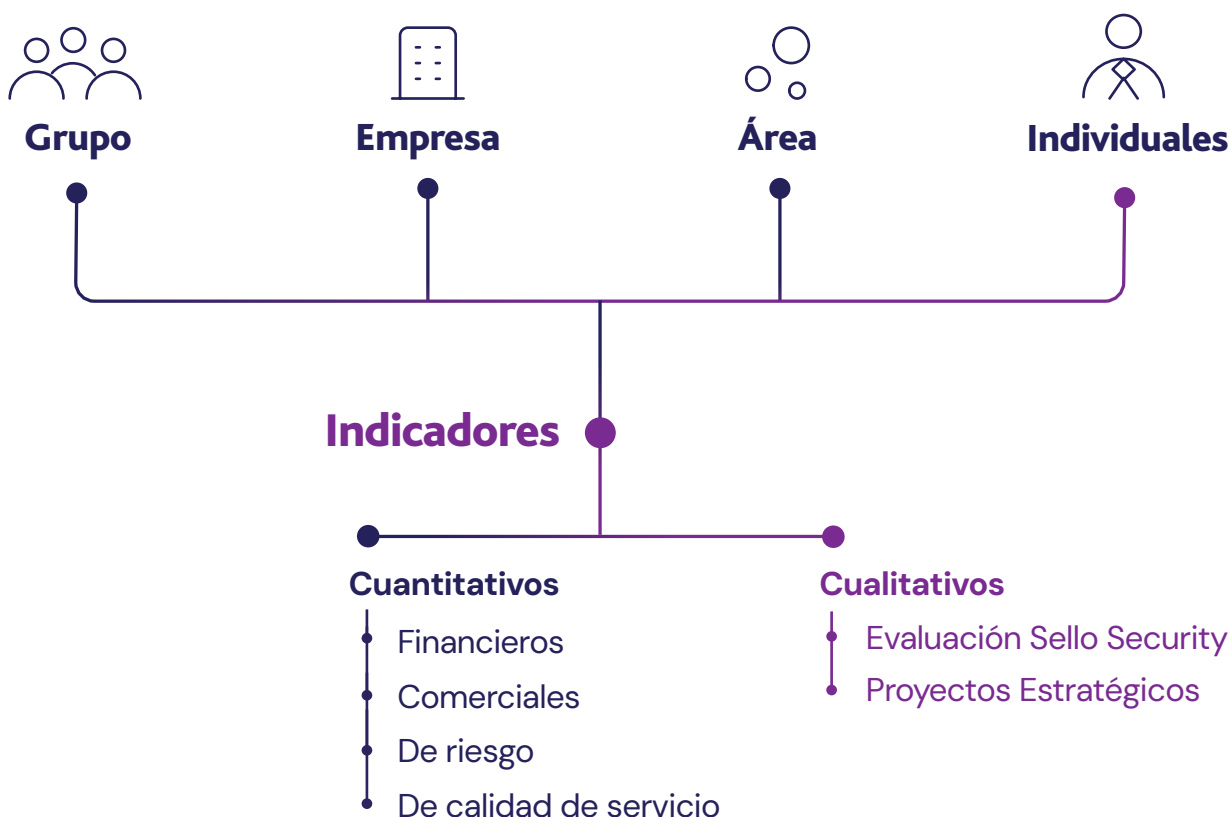 Grupo
Empresa
Área
Individuales
Indicadores
Cuantitativos
Financieros
Comerciales
De riesgo
De calidad de servicio
Cualitativos
Evaluación Sello Security
Proyectos Estratégicos